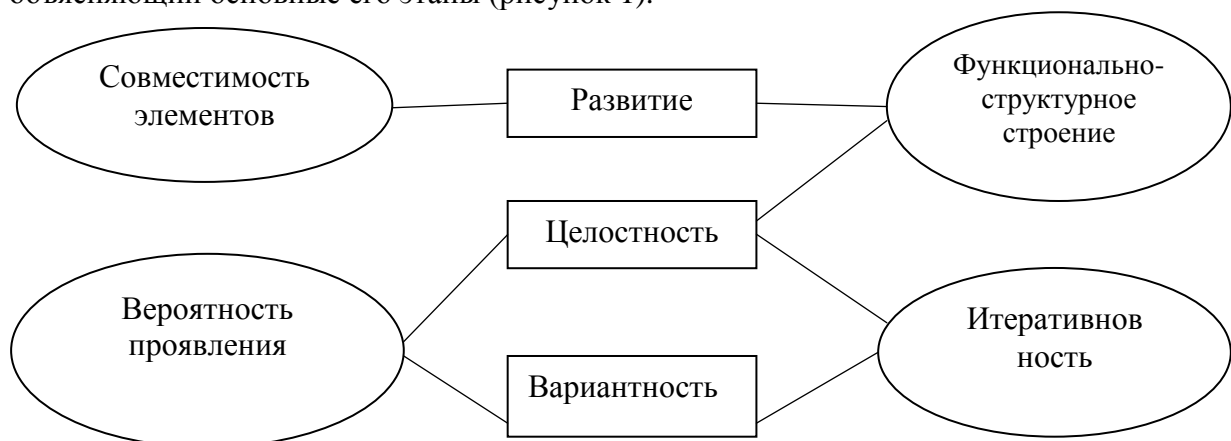 объясняющий основные его этапы (рисунок 1).
Совместимость
элементов
Развитие
Функционально-
структурное
строение
Целостность
Вероятность
проявления
Вариантность
Итеративнов
ность